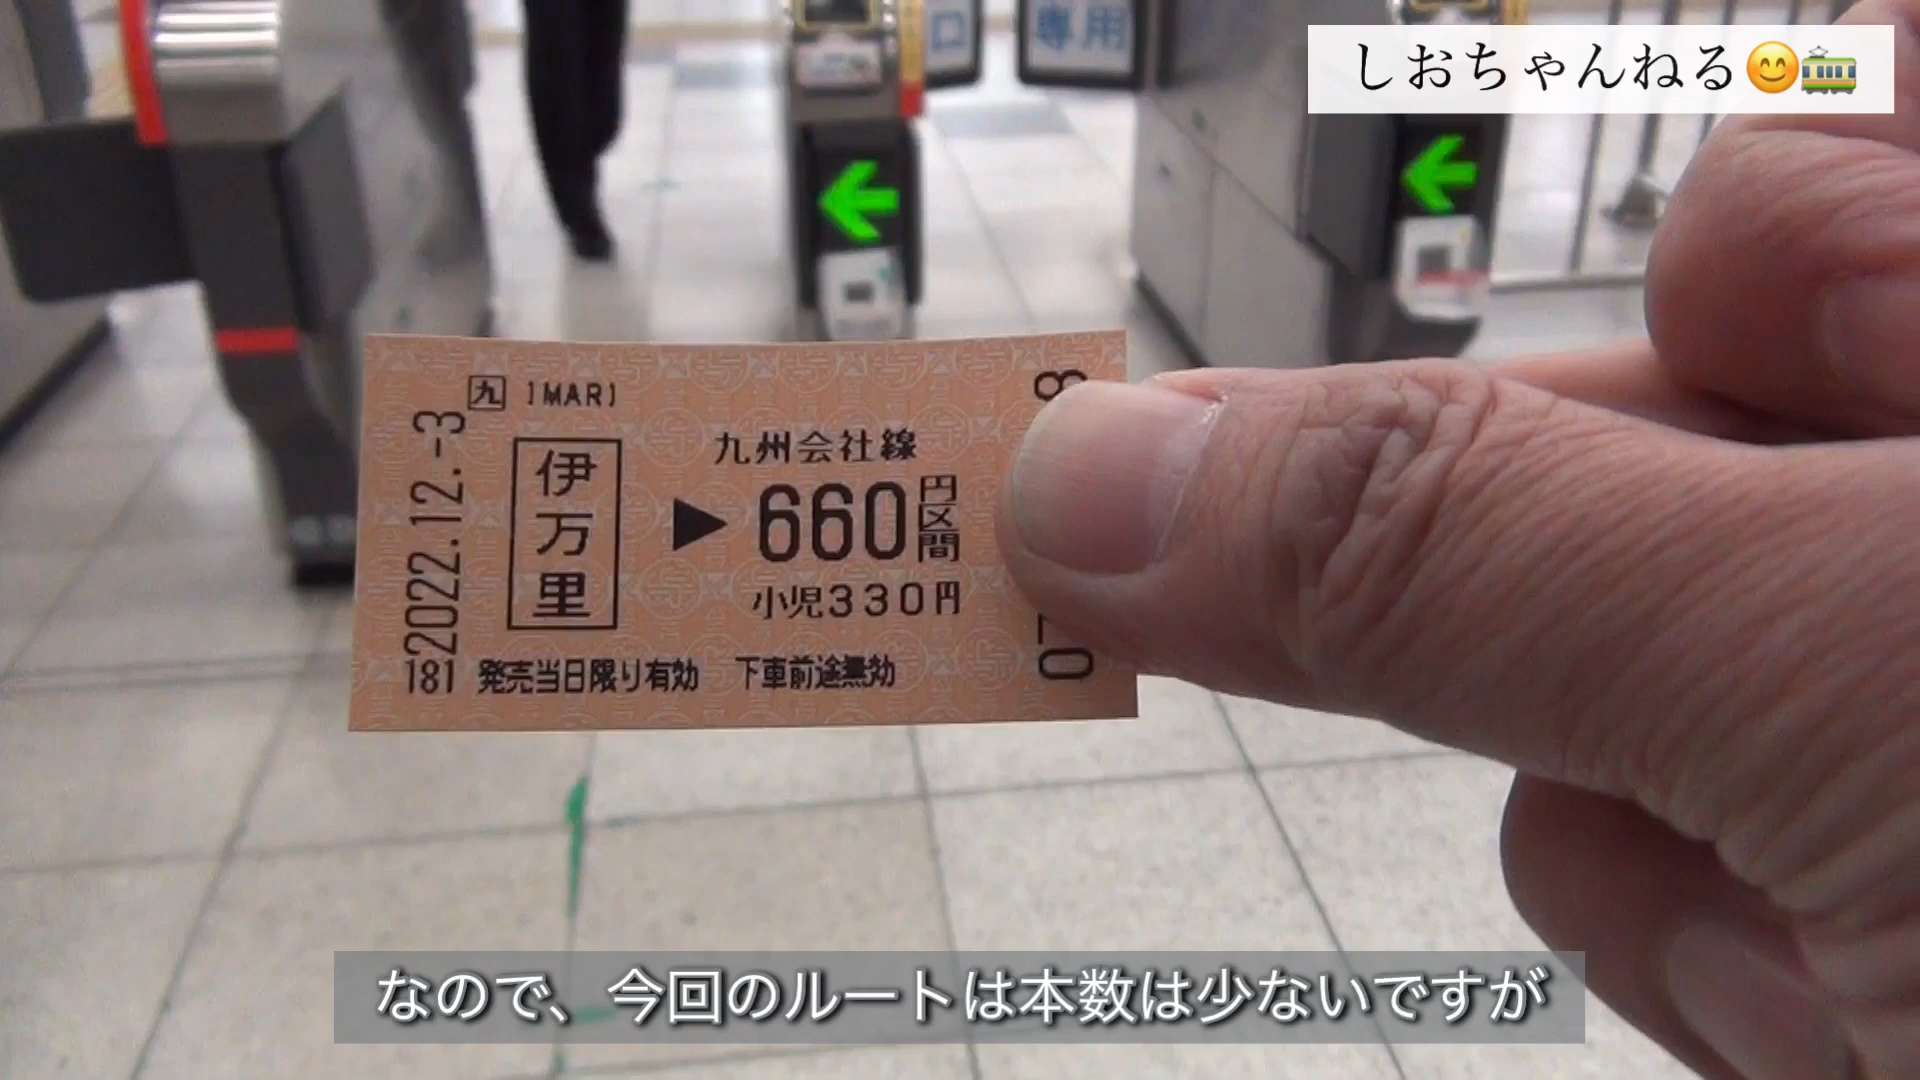 口
専用
しおちゃんねる😊🚃
九 IMARI
2022.12.-3
伊万里
九州会社線
▶660円区間
小児330円
181 発売当日限り有効 下車前途無効
なので、今回のルートは本数は少ないですが